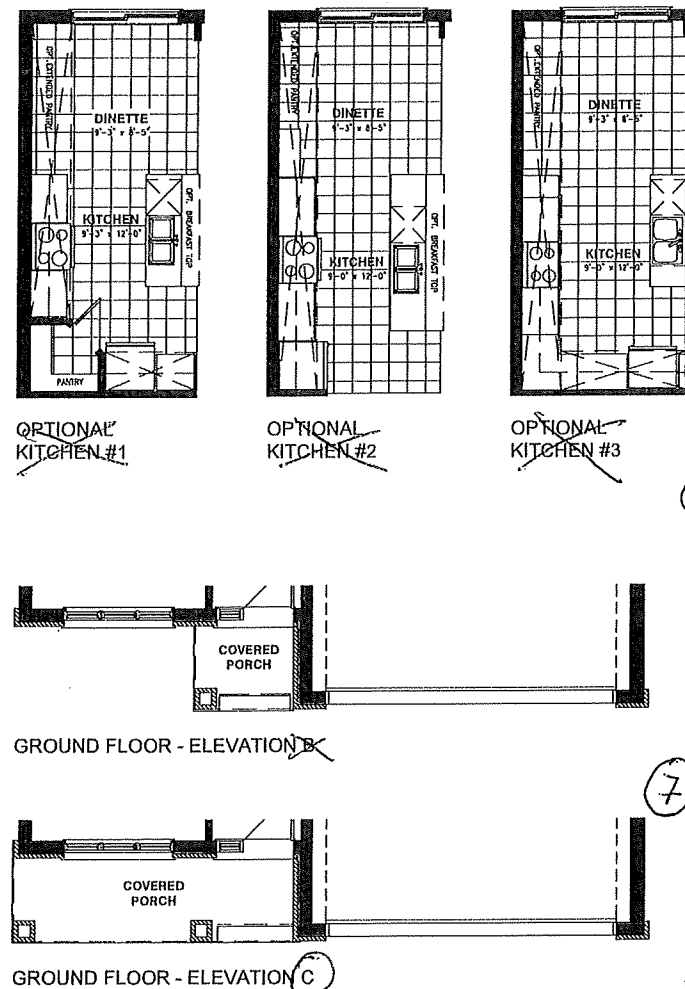 OPT. EXTENDED PANTRY
DINETTE
9'-3" x 8'-5"
KITCHEN
9'-3" x 12'-0"
OPT. BREAKFAST TOP
PANTRY
OPTIONAL
KITCHEN #1
OPT. EXTENDED PANTRY
DINETTE
9'-3" x 8'-5"
KITCHEN
9'-0" x 12'-0"
OPT. BREAKFAST TOP
OPTIONAL
KITCHEN #2
OPT. EXTENDED PANTRY
DINETTE
9'-3" x 8'-5"
KITCHEN
9'-0" x 12'-0"
OPTIONAL
KITCHEN #3
COVERED
PORCH
GROUND FLOOR - ELEVATION B
7
COVERED
PORCH
GROUND FLOOR - ELEVATION C